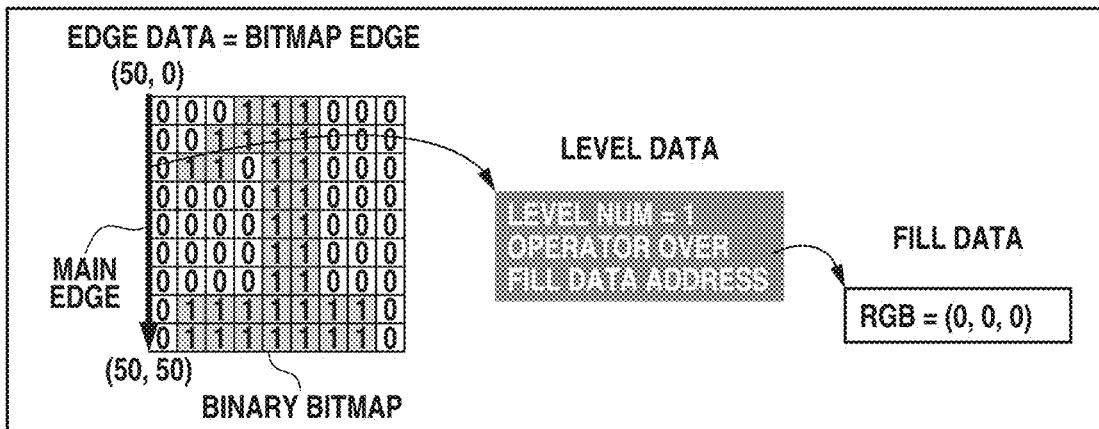 EDGE DATA = BITMAP EDGE
(50, 0)
0 0 0 1 1 1 0 0 0
0 0 1 1 1 1 0 0 0
0 1 1 0 1 1 0 0 0
0 0 0 0 1 1 0 0 0
0 0 0 0 1 1 0 0 0
0 0 0 0 1 1 0 0 0
0 0 0 0 1 1 0 0 0
0 1 1 1 1 1 1 1 0
0 1 1 1 1 1 1 1 0
MAIN
EDGE
(50, 50)
BINARY BITMAP
LEVEL DATA
LEVEL NUM = 1
OPERATOR OVER
FILL DATA ADDRESS
FILL DATA
RGB = (0, 0, 0)